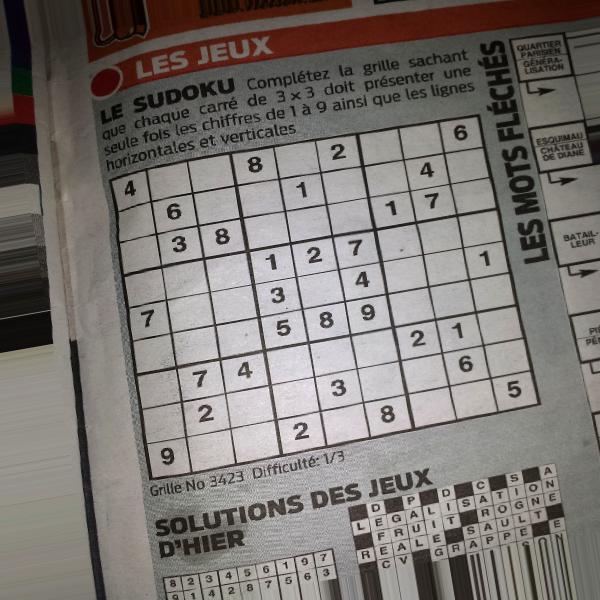 LES JEUX
LE SUDOKU Complétez la grille sachant
que chaque carré de 3 x 3 doit présenter une
seule fois les chiffres de 1 à 9 ainsi que les lignes
horizontales et verticales
4 8 2 6
6 1 4
3 8 1 7
1 2 7
7 3 4 1
5 8 9
7 4 2 1
2 3 6
9 2 8 5
Grille No 3423 Difficulté: 1/3
LES MOTS FLÉCHÉS
QUARTIER
PARISIEN
GÉNÉRA-
LISATION
ESQUIMAU
CHÂTEAU
DE DIANE
BATAIL-
LEUR
SOLUTIONS DES JEUX
D'HIER
8 2 3 4 5 6 1 9 7
9 1 4 2 8 7 5 6 3
D P D C S A
L E G A L I S A T I O N
F R U I T R O G N E
R E A L E S A U L T E
C V G R A P P E